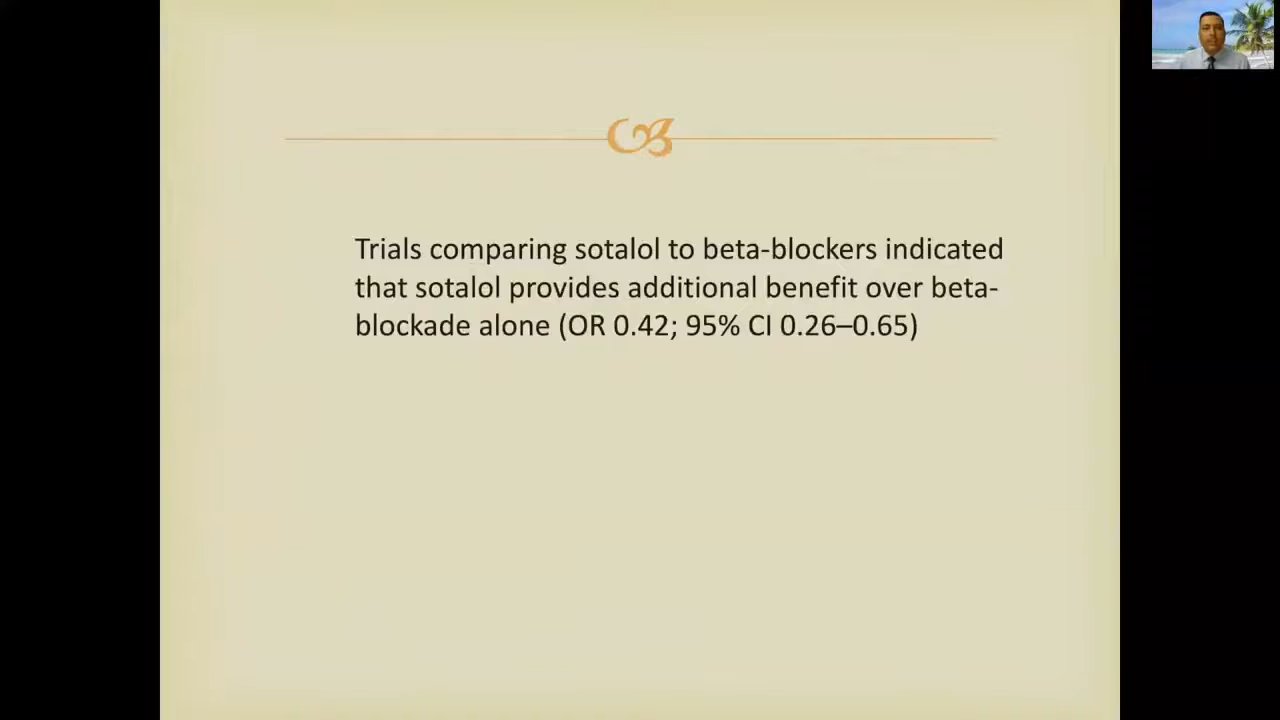 Trials comparing sotalol to beta-blockers indicated
that sotalol provides additional benefit over beta-
blockade alone (OR 0.42; 95% CI 0.26–0.65)